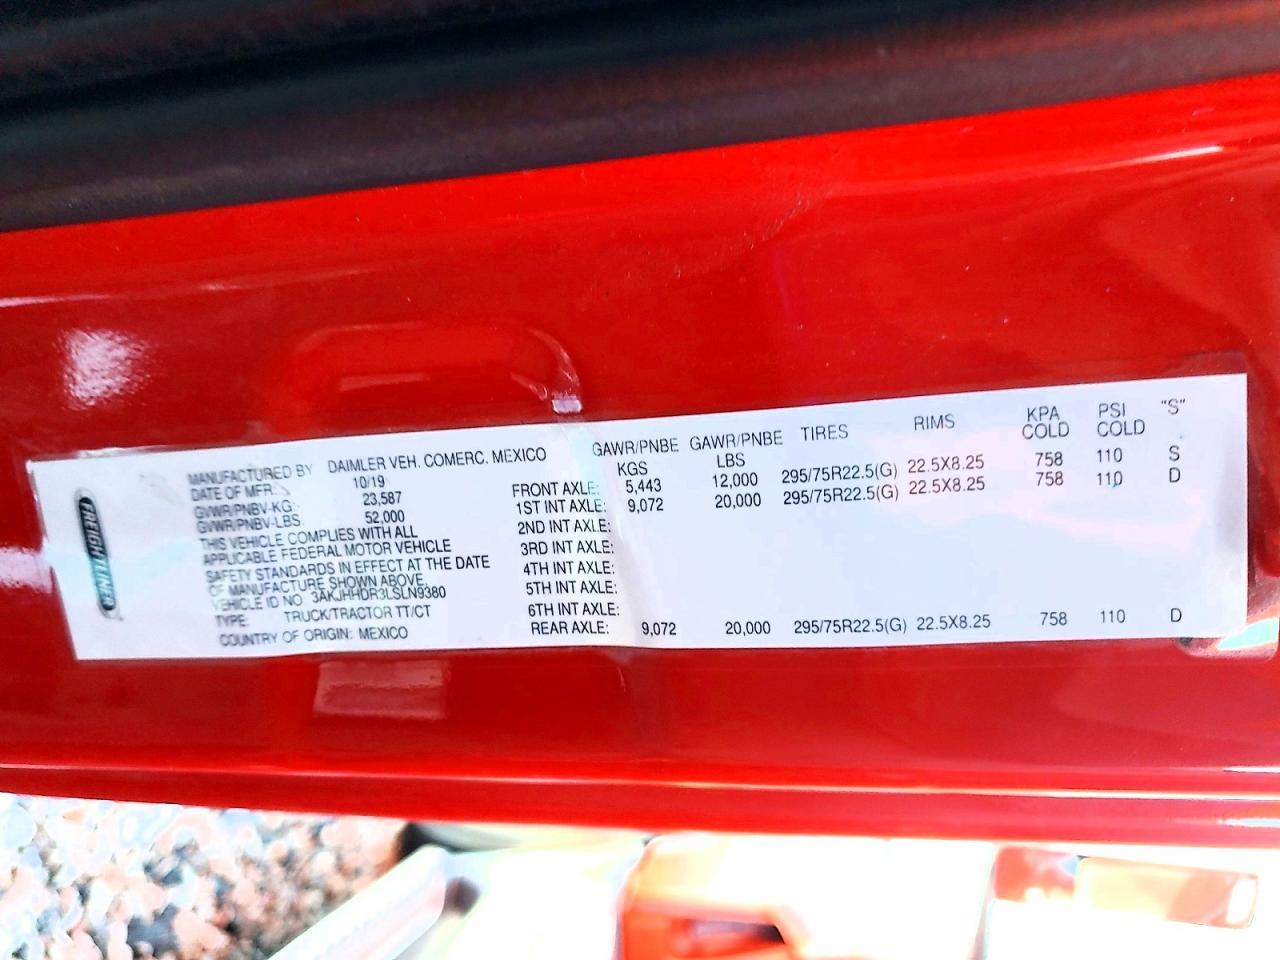 FREIGHTLINER
MANUFACTURED BY DAIMLER VEH. COMERC. MEXICO
DATE OF MFR.: 10/19
GVWR/PNBV-KG: 23,587
GVWR/PNBV-LBS 52,000
THIS VEHICLE COMPLIES WITH ALL
APPLICABLE FEDERAL MOTOR VEHICLE
SAFETY STANDARDS IN EFFECT AT THE DATE
OF MANUFACTURE SHOWN ABOVE.
VEHICLE ID NO 3AKJHHDR3LSLN9380
TYPE: TRUCK/TRACTOR TT/CT
COUNTRY OF ORIGIN: MEXICO
GAWR/PNBE GAWR/PNBE TIRES RIMS KPA PSI "S"
KGS LBS COLD COLD
FRONT AXLE: 5,443 12,000 295/75R22.5(G) 22.5X8.25 758 110 S
1ST INT AXLE: 9,072 20,000 295/75R22.5(G) 22.5X8.25 758 110 D
2ND INT AXLE:
3RD INT AXLE:
4TH INT AXLE:
5TH INT AXLE:
6TH INT AXLE:
REAR AXLE: 9,072 20,000 295/75R22.5(G) 22.5X8.25 758 110 D